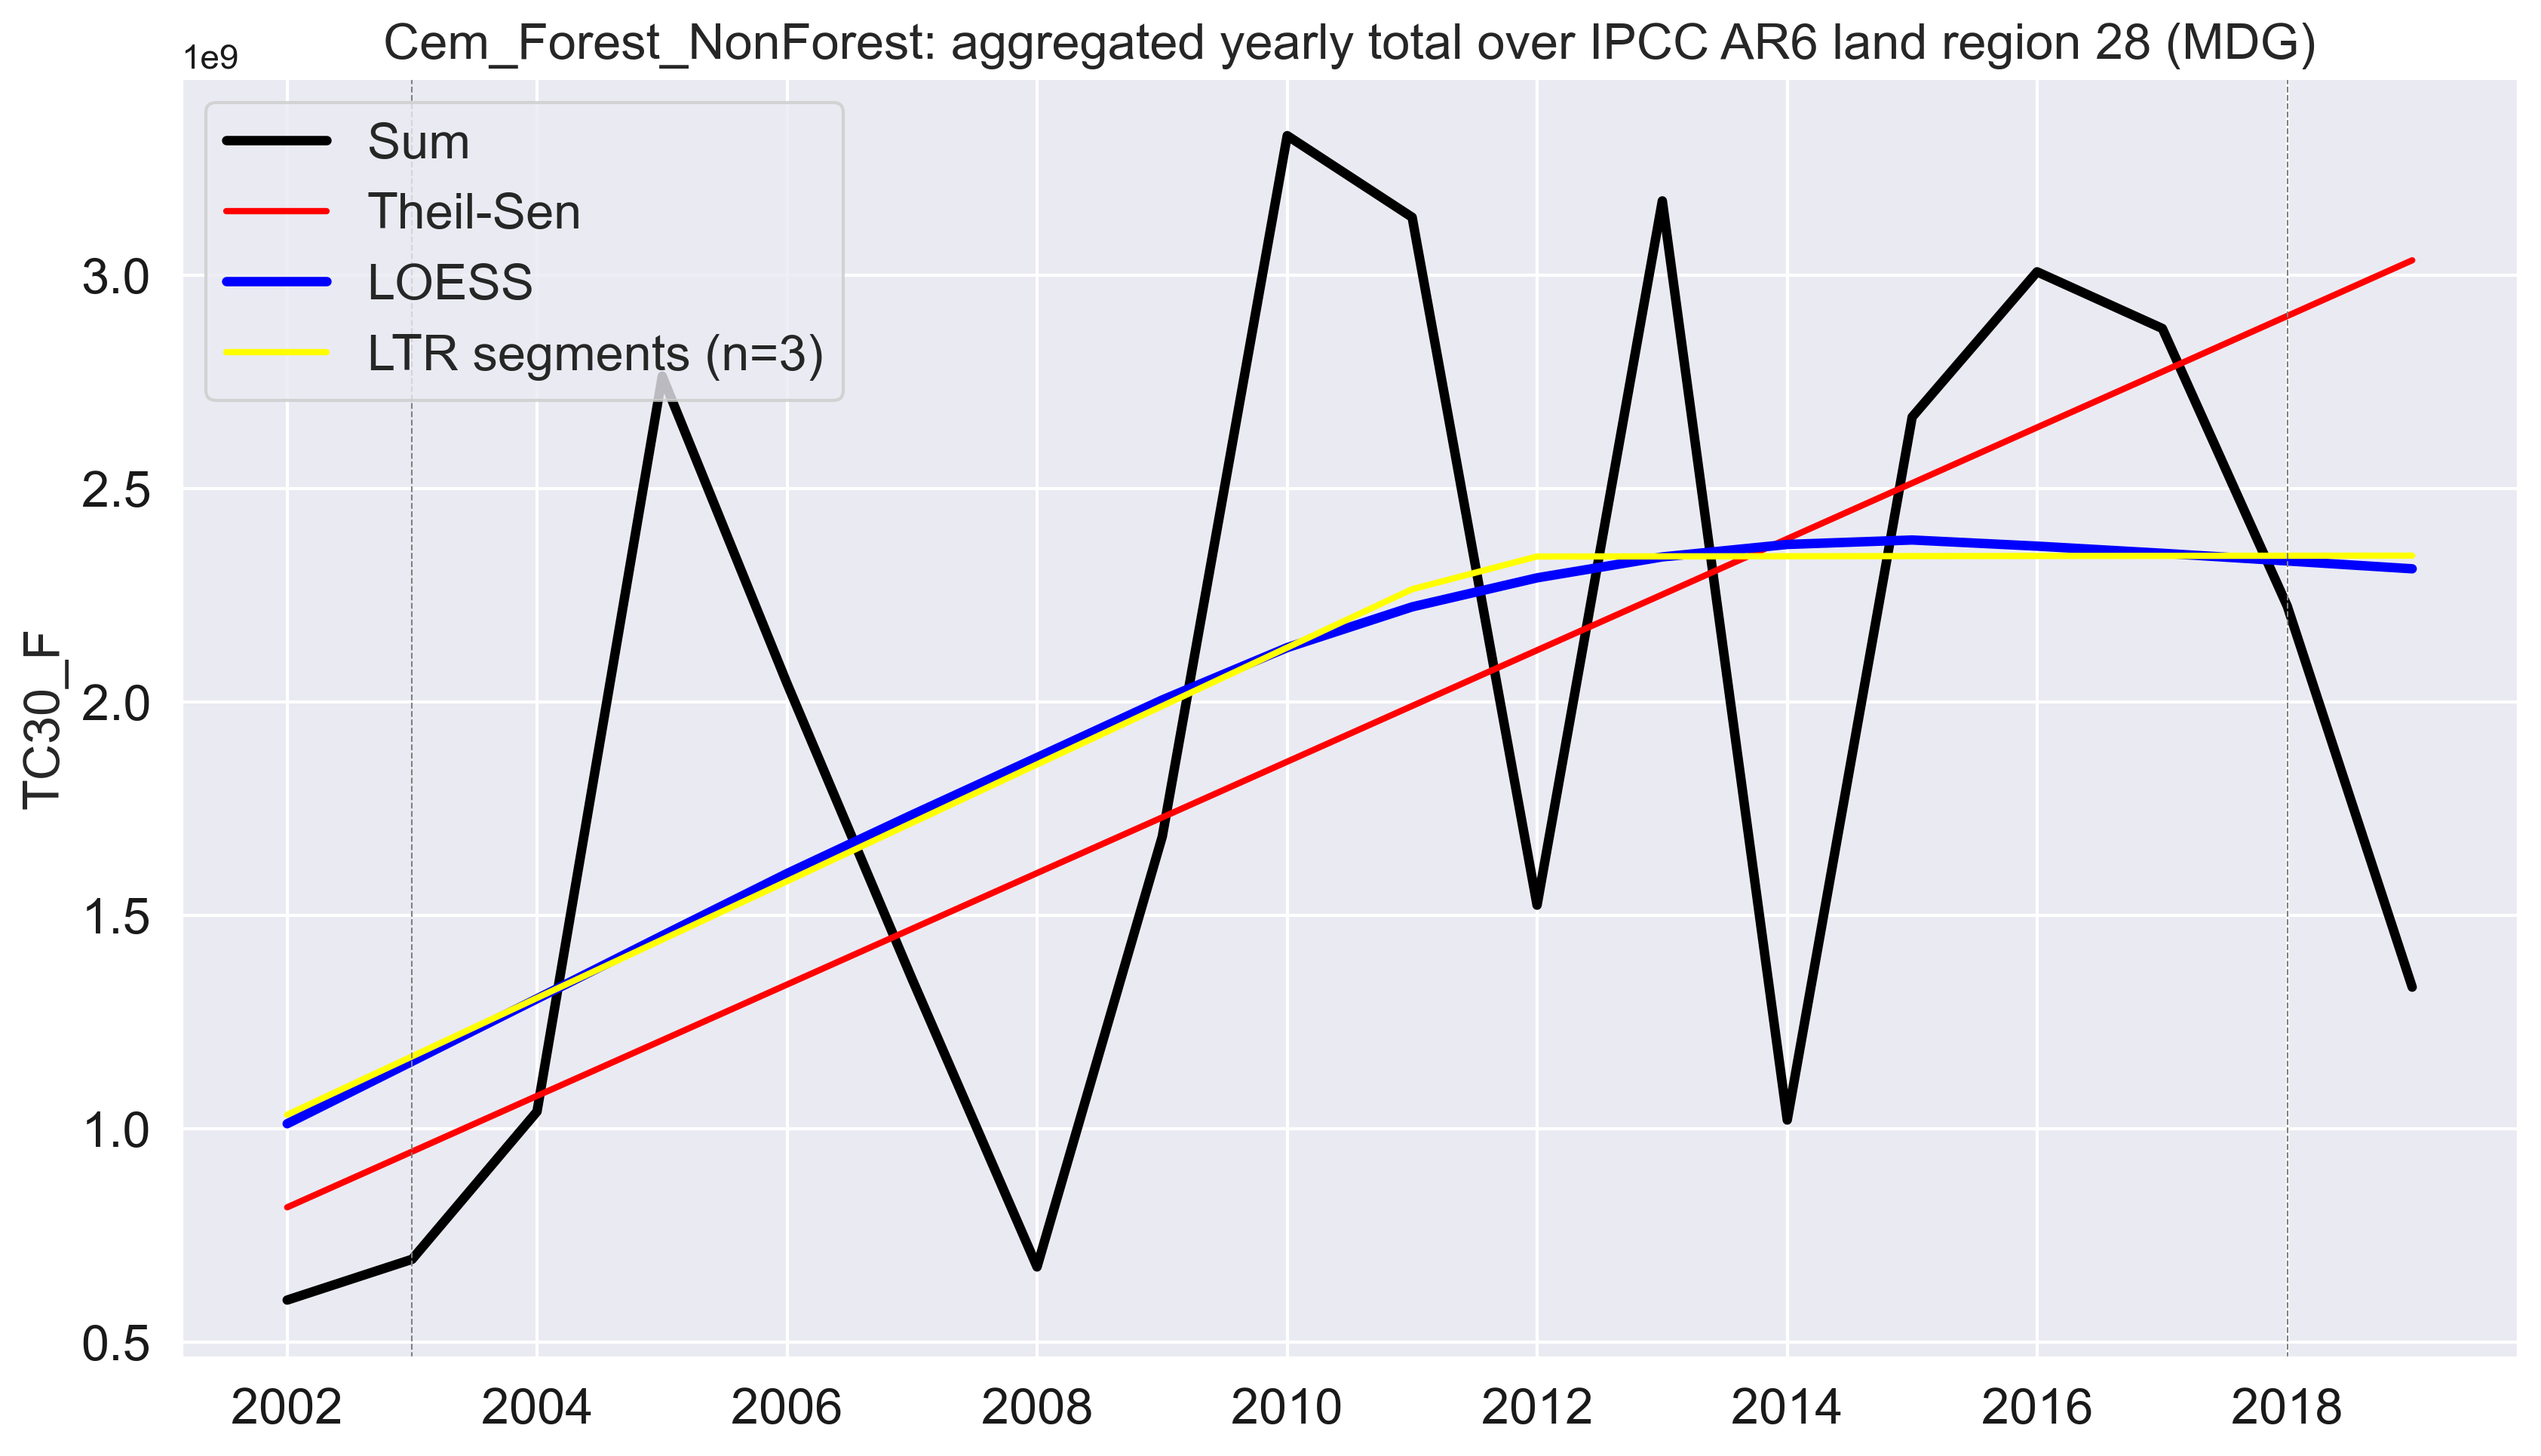 Cem_Forest_NonForest: aggregated yearly total over IPCC AR6 land region 28 (MDG)
1e9
Sum
Theil-Sen
LOESS
LTR segments (n=3)
3.0
2.5
2.0
1.5
1.0
0.5
TC30_F
2002 2004 2006 2008 2010 2012 2014 2016 2018